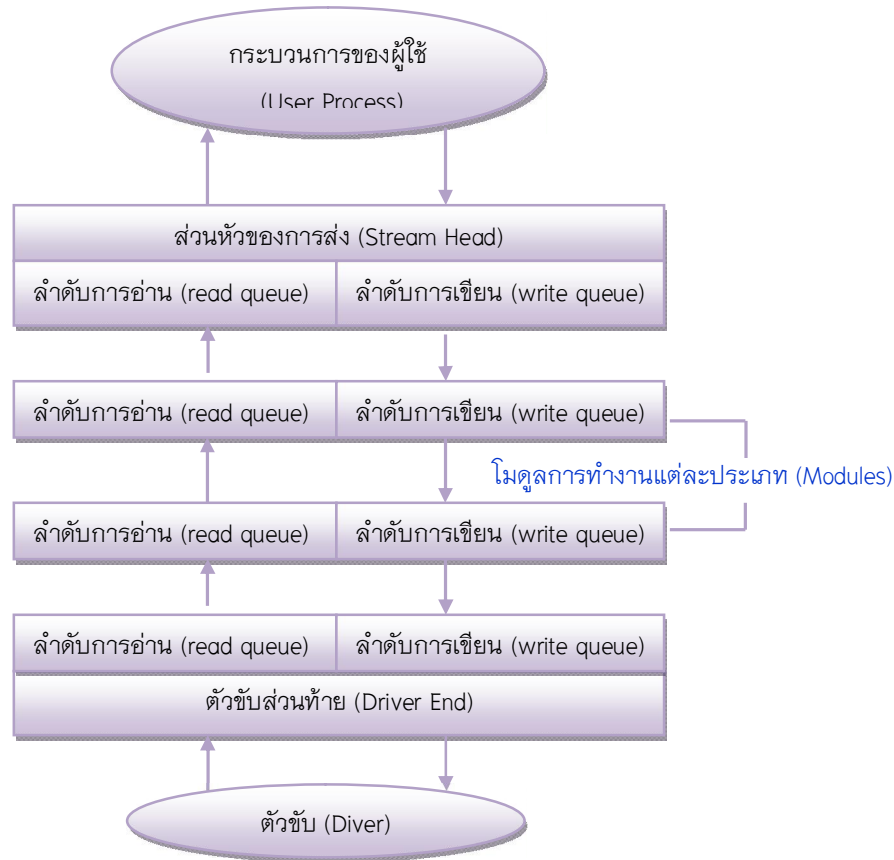 กระบวนการของผู้ใช้
(User Process)
ส่วนหัวของการส่ง (Stream Head)
ลำดับการอ่าน (read queue) ลำดับการเขียน (write queue)
ลำดับการอ่าน (read queue) ลำดับการเขียน (write queue)
โมดูลการทำงานแต่ละประเภท (Modules)
ลำดับการอ่าน (read queue) ลำดับการเขียน (write queue)
ลำดับการอ่าน (read queue) ลำดับการเขียน (write queue)
ตัวขับส่วนท้าย (Driver End)
ตัวขับ (Diver)